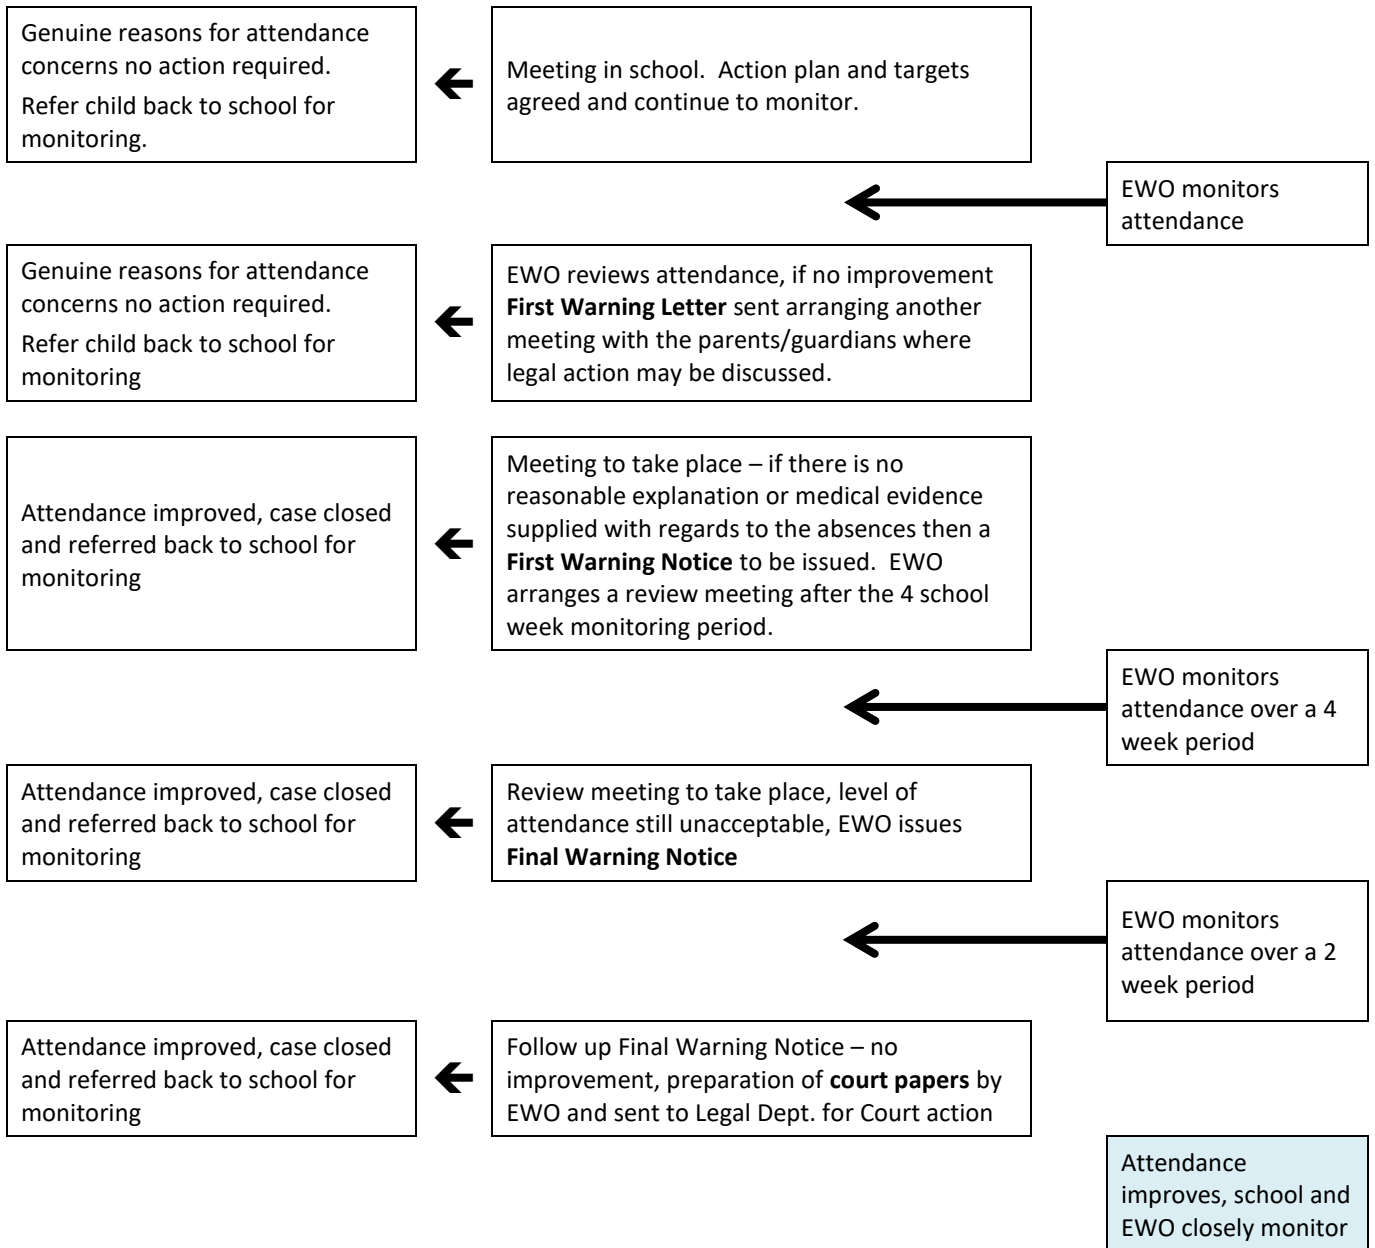 Genuine reasons for attendance
concerns no action required.
Refer child back to school for
monitoring.
Meeting in school.  Action plan and targets
agreed and continue to monitor.
EWO monitors
attendance
Genuine reasons for attendance
concerns no action required.
Refer child back to school for
monitoring
EWO reviews attendance, if no improvement
First Warning Letter sent arranging another
meeting with the parents/guardians where
legal action may be discussed.
Attendance improved, case closed
and referred back to school for
monitoring
Meeting to take place – if there is no
reasonable explanation or medical evidence
supplied with regards to the absences then a
First Warning Notice to be issued.  EWO
arranges a review meeting after the 4 school
week monitoring period.
EWO monitors
attendance over a 4
week period
Attendance improved, case closed
and referred back to school for
monitoring
Review meeting to take place, level of
attendance still unacceptable, EWO issues
Final Warning Notice
EWO monitors
attendance over a 2
week period
Attendance improved, case closed
and referred back to school for
monitoring
Follow up Final Warning Notice – no
improvement, preparation of court papers by
EWO and sent to Legal Dept. for Court action
Attendance
improves, school and
EWO closely monitor